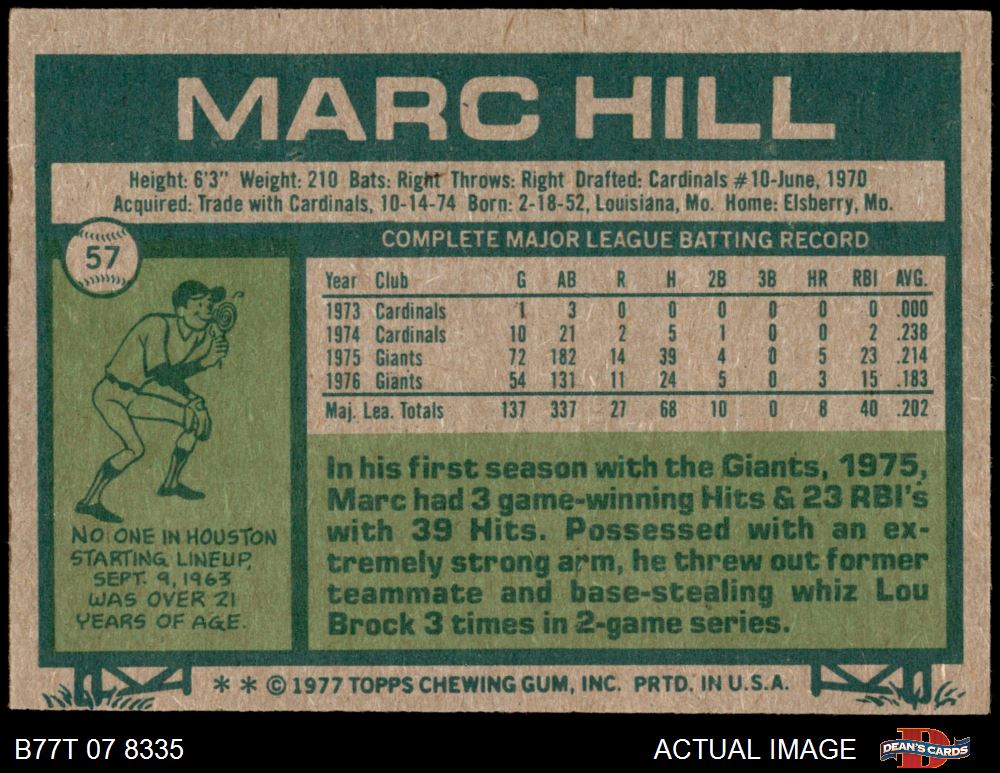 MARC HILL
Height: 6'3" Weight: 210 Bats: Right Throws: Right Drafted: Cardinals #10-June, 1970
Acquired: Trade with Cardinals, 10-14-74 Born: 2-18-52, Louisiana, Mo. Home: Elsberry, Mo.
57
COMPLETE MAJOR LEAGUE BATTING RECORD
Year Club G AB R H 2B 3B HR RBI AVG.
1973 Cardinals 1 3 0 0 0 0 0 0 .000
1974 Cardinals 10 21 2 5 1 0 0 2 .238
1975 Giants 72 182 14 39 4 0 5 23 .214
1976 Giants 54 131 11 24 5 0 3 15 .183
Maj. Lea. Totals 137 337 27 68 10 0 8 40 .202
NO ONE IN HOUSTON
STARTING LINEUP,
SEPT. 9, 1963
WAS OVER 21
YEARS OF AGE.
In his first season with the Giants, 1975,
Marc had 3 game-winning Hits & 23 RBI's
with 39 Hits. Possessed with an ex-
tremely strong arm, he threw out former
teammate and base-stealing whiz Lou
Brock 3 times in 2-game series.
* * © 1977 TOPPS CHEWING GUM, INC. PRTD. IN U.S.A.
B77T 07 8335
ACTUAL IMAGE
DEAN'S CARDS